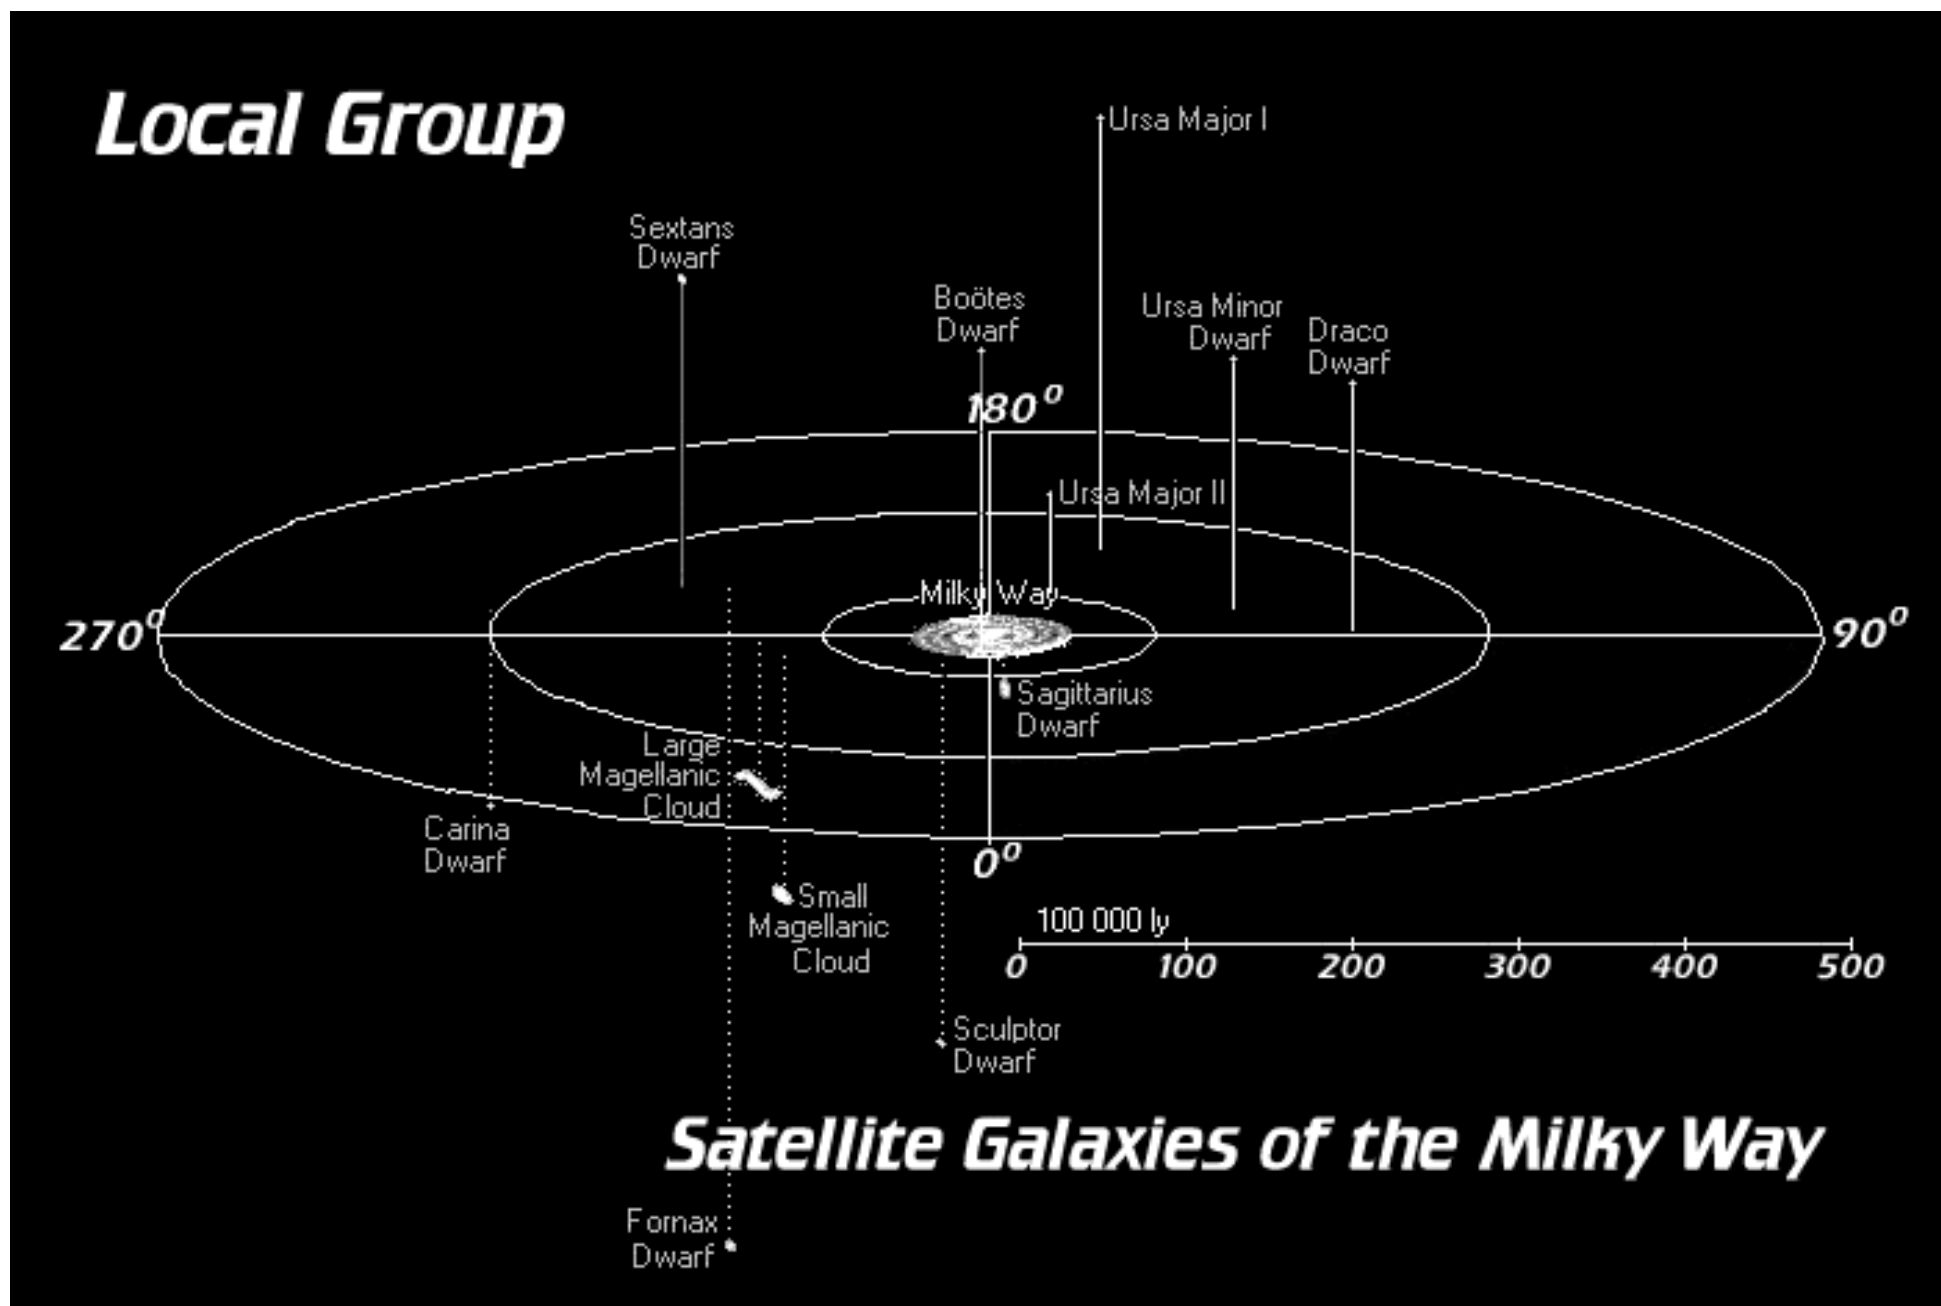 Local Group
Ursa Major I
Sextans
Dwarf
Boötes
Dwarf
Ursa Minor
Dwarf
Draco
Dwarf
180°
Ursa Major II
Milky Way
270°
90°
Sagittarius
Dwarf
Large
Magellanic
Cloud
Carina
Dwarf
0°
Small
Magellanic
Cloud
100 000 ly
0 100 200 300 400 500
Sculptor
Dwarf
Satellite Galaxies of the Milky Way
Fornax
Dwarf